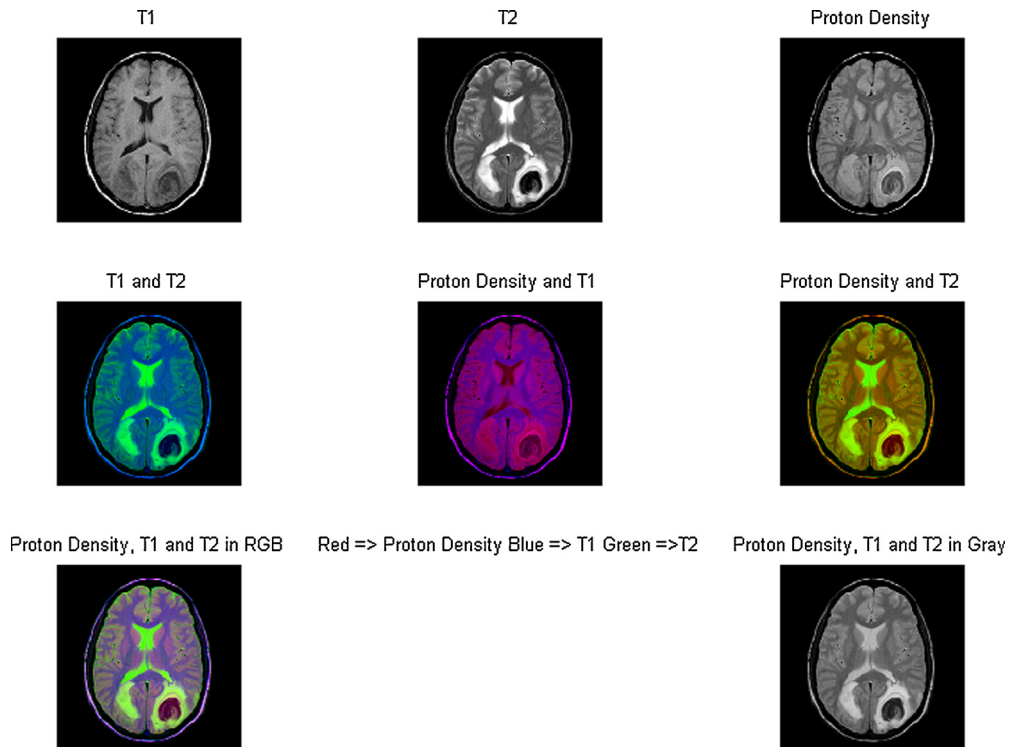 T1
T2
Proton Density
T1 and T2
Proton Density and T1
Proton Density and T2
Proton Density, T1 and T2 in RGB
Red => Proton Density Blue => T1 Green =>T2
Proton Density, T1 and T2 in Gray